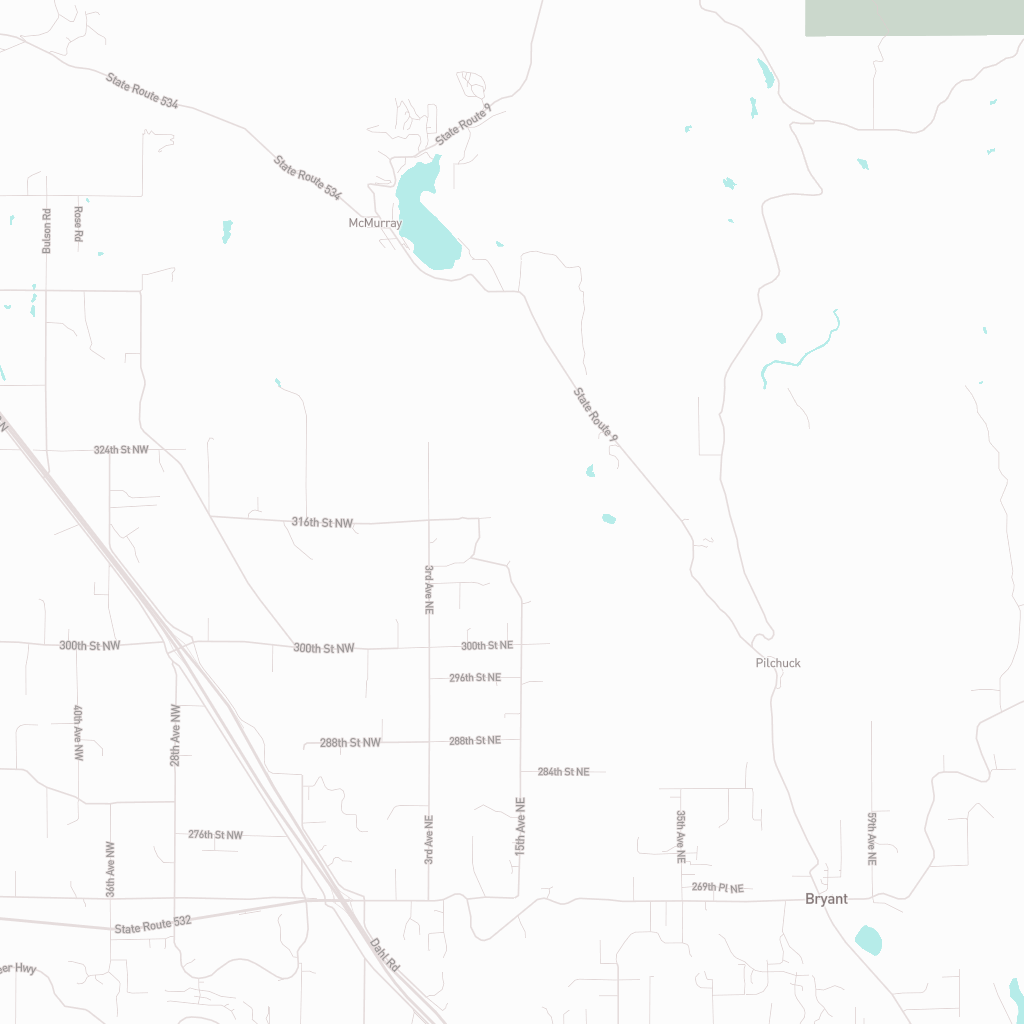 State Route 534
State Route 9
State Route 534
McMurray
Bulson Rd
Rose Rd
State Route 9
N
324th St NW
316th St NW
3rd Ave NE
300th St NW
300th St NW
300th St NE
Pilchuck
296th St NE
40th Ave NW
28th Ave NW
288th St NW
288th St NE
284th St NE
276th St NW
3rd Ave NE
15th Ave NE
35th Ave NE
59th Ave NE
36th Ave NW
269th Pl NE
Bryant
State Route 532
Dahl Rd
eer Hwy